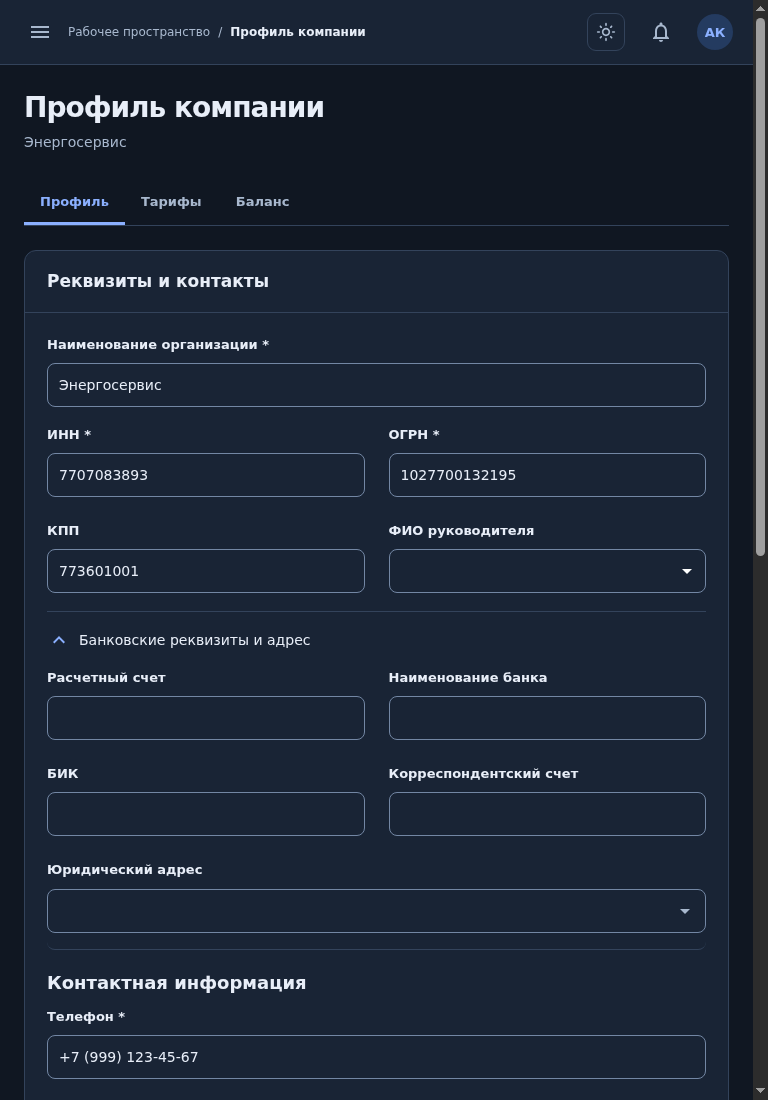 Рабочее пространство / Профиль компании
АК
Профиль компании
Энергосервис
Профиль Тарифы Баланс
Реквизиты и контакты
Наименование организации *
Энергосервис
ИНН * ОГРН *
7707083893 1027700132195
КПП ФИО руководителя
773601001
Банковские реквизиты и адрес
Расчетный счет Наименование банка
БИК Корреспондентский счет
Юридический адрес
Контактная информация
Телефон *
+7 (999) 123-45-67